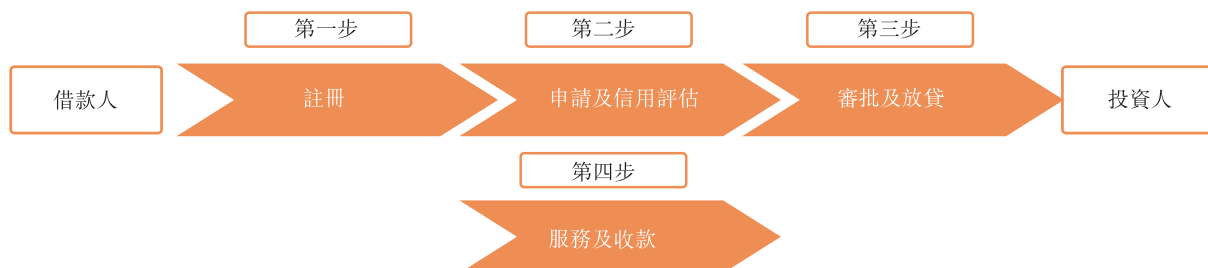 第一步
第二步
第三步
借款人
註冊
申請及信用評估
審批及放貸
投資人
第四步
服務及收款